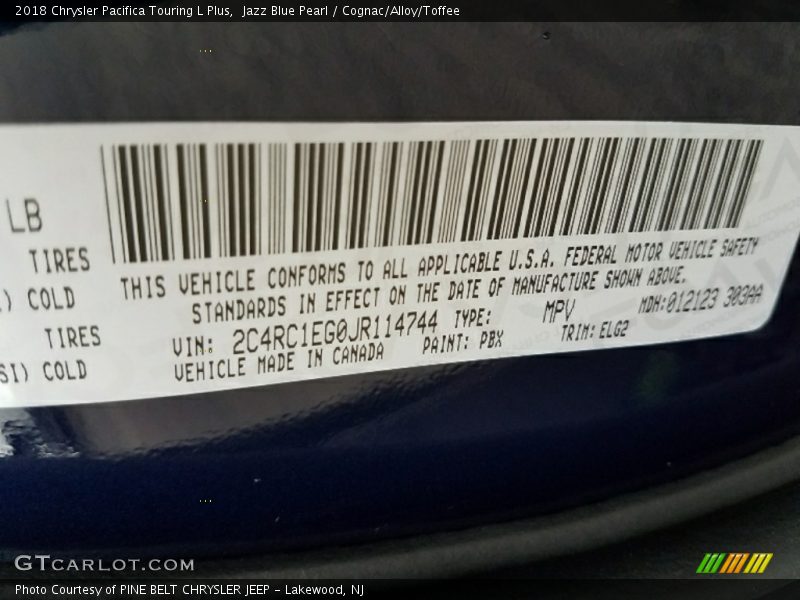 2018 Chrysler Pacifica Touring L Plus,  Jazz Blue Pearl / Cognac/Alloy/Toffee
LB
TIRES
) COLD
TIRES
SI) COLD
THIS VEHICLE CONFORMS TO ALL APPLICABLE U.S.A. FEDERAL MOTOR VEHICLE SAFETY
STANDARDS IN EFFECT ON THE DATE OF MANUFACTURE SHOWN ABOVE.
VIN: 2C4RC1EG0JR114744 TYPE: MPV MDH:012123 303AA
VEHICLE MADE IN CANADA PAINT: PBX TRIM: ELG2
GTCARLOT.COM
Photo Courtesy of PINE BELT CHRYSLER JEEP - Lakewood, NJ